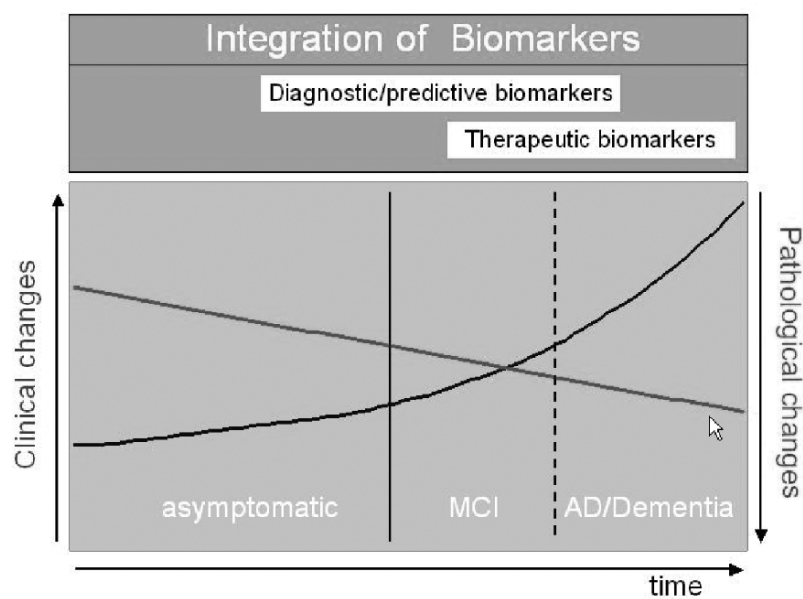 Integration of Biomarkers
Diagnostic/predictive biomarkers
Therapeutic biomarkers
Clinical changes
Pathological changes
asymptomatic
MCI
AD/Dementia
time